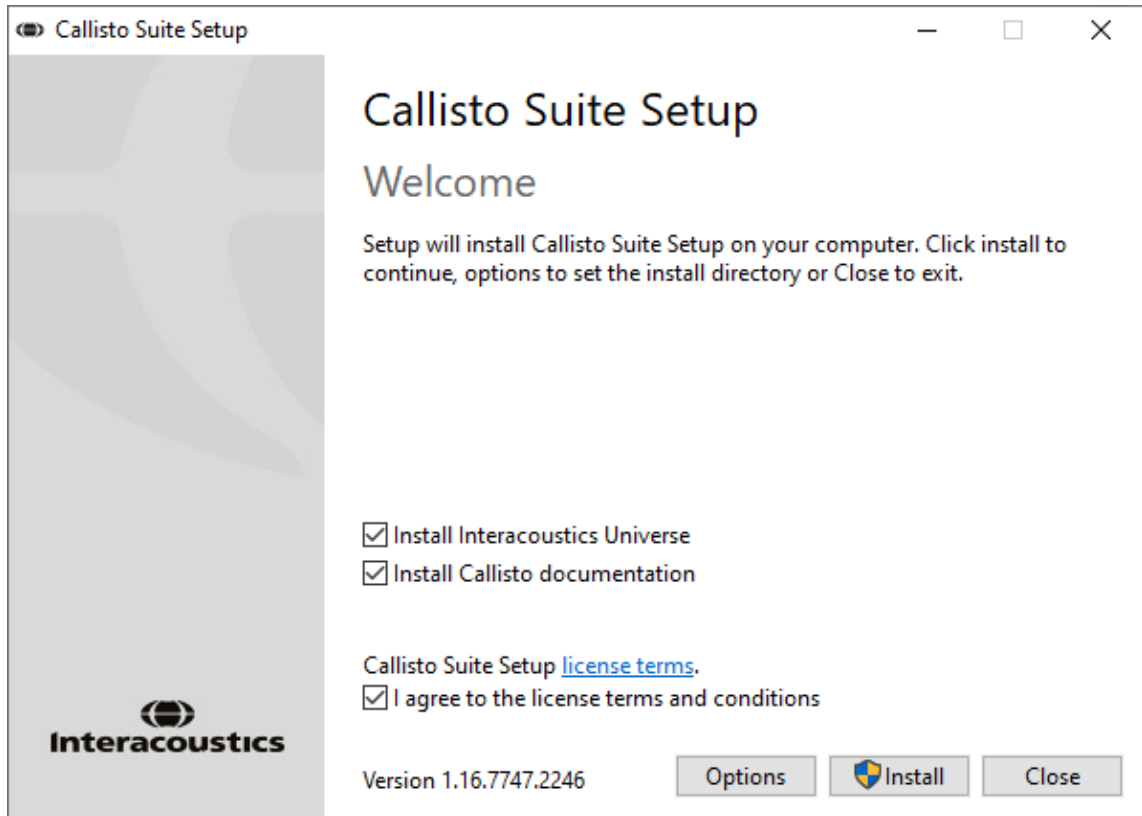 Callisto Suite Setup
Callisto Suite Setup
Welcome
Setup will install Callisto Suite Setup on your computer. Click install to
continue, options to set the install directory or Close to exit.
Install Interacoustics Universe
Install Callisto documentation
Callisto Suite Setup license terms.
I agree to the license terms and conditions
Interacoustics
Version 1.16.7747.2246
Options
Install
Close